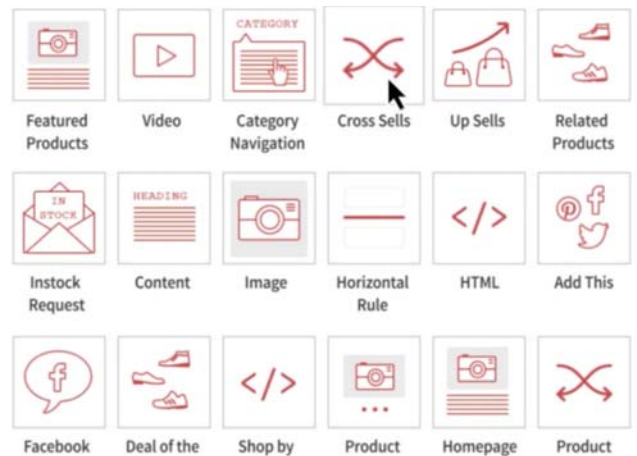 CATEGORY
Featured Products
Video
Category Navigation
Cross Sells
Up Sells
Related Products
IN STOCK
HEADING
Instock Request
Content
Image
Horizontal Rule
HTML
Add This
Facebook
Deal of the
Shop by
Product
Homepage
Product